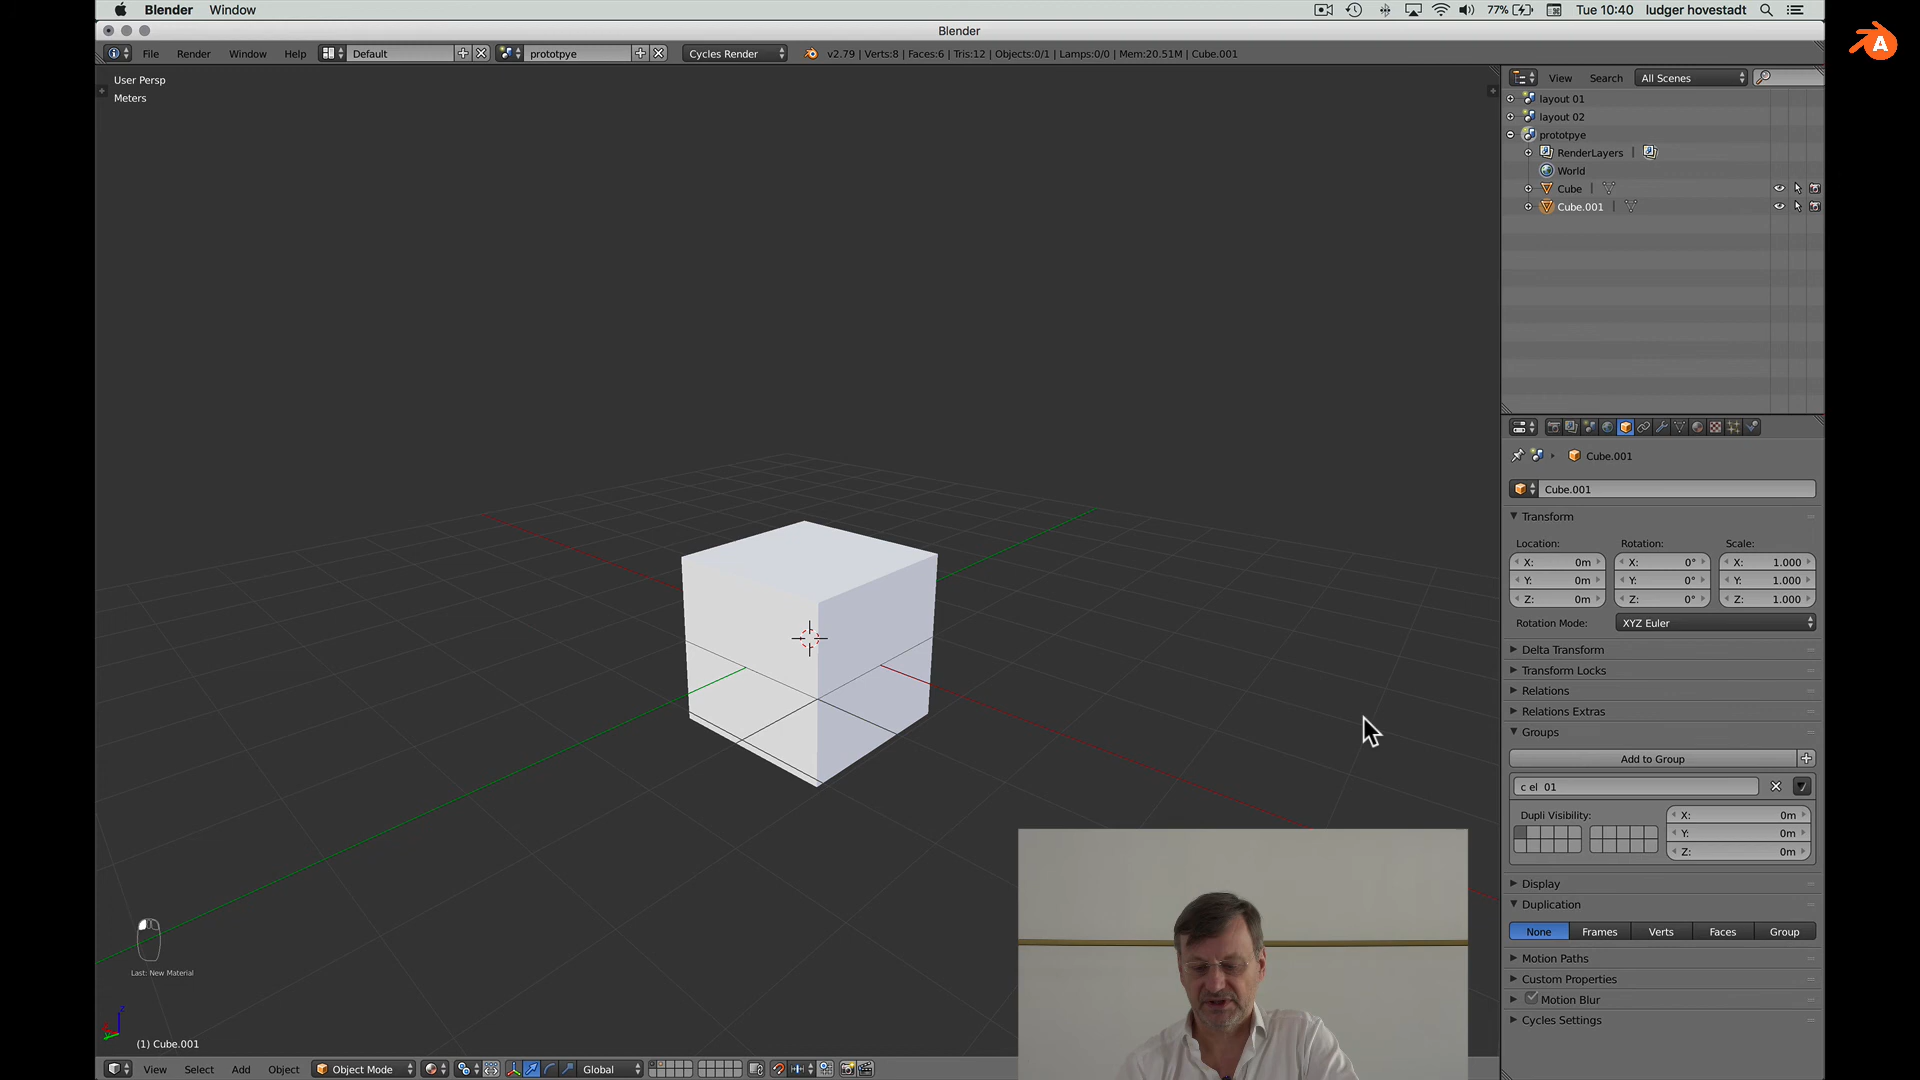 Blender Window
77% Tue 10:40 ludger hovestadt
Blender
File Render Window Help Default prototpye Cycles Render v2.79 | Verts:8 | Faces:6 | Tris:12 | Objects:0/1 | Lamps:0/0 | Mem:20.51M | Cube.001
User Persp
Meters
View Search All Scenes
layout 01
layout 02
prototpye
RenderLayers |
World
Cube |
Cube.001 |
Cube.001
Cube.001
Transform
Location: Rotation: Scale:
X: 0m X: 0° X: 1.000
Y: 0m Y: 0° Y: 1.000
Z: 0m Z: 0° Z: 1.000
Rotation Mode: XYZ Euler
Delta Transform
Transform Locks
Relations
Relations Extras
Groups
Add to Group
c el 01
Dupli Visibility:
X: 0m
Y: 0m
Z: 0m
Display
Duplication
None Frames Verts Faces Group
Motion Paths
Custom Properties
Motion Blur
Cycles Settings
Last: New Material
(1) Cube.001
View Select Add Object Object Mode Global
A